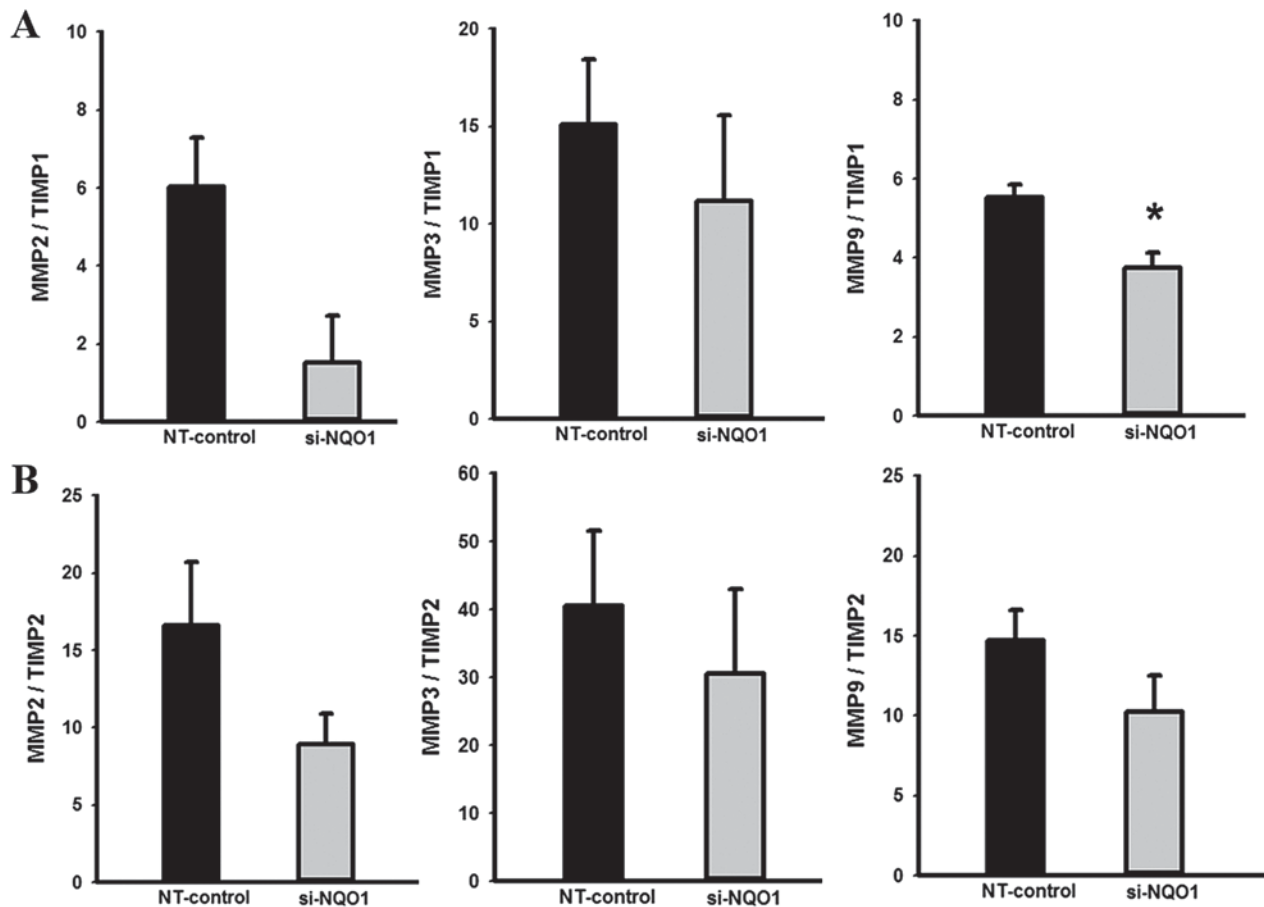 A
MMP2 / TIMP1
10
8
6
4
2
0
NT-control si-NQO1
MMP3 / TIMP1
20
15
10
5
0
NT-control si-NQO1
MMP9 / TIMP1
10
8
6
4
2
0
*
NT-control si-NQO1
B
MMP2 / TIMP2
25
20
15
10
5
0
NT-control si-NQO1
MMP3 / TIMP2
60
50
40
30
20
10
0
NT-control si-NQO1
MMP9 / TIMP2
25
20
15
10
5
0
NT-control si-NQO1